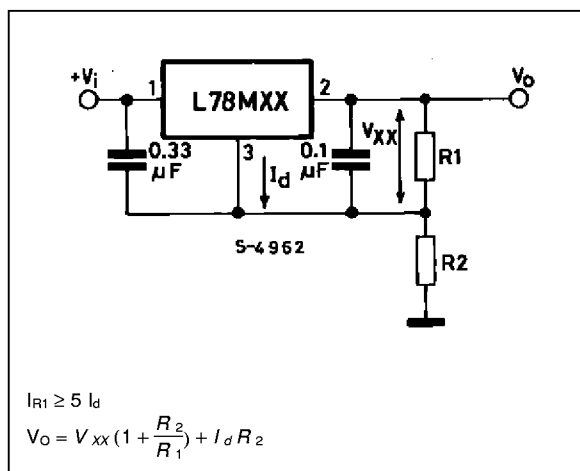 +Vi
Vo
1
L78MXX
2
3
0.33
µF
Id
0.1
µF
VXX
R1
S-4962
R2
IR1 ≥ 5 Id
VO = VXX (1 + R2/R1) + Id R2